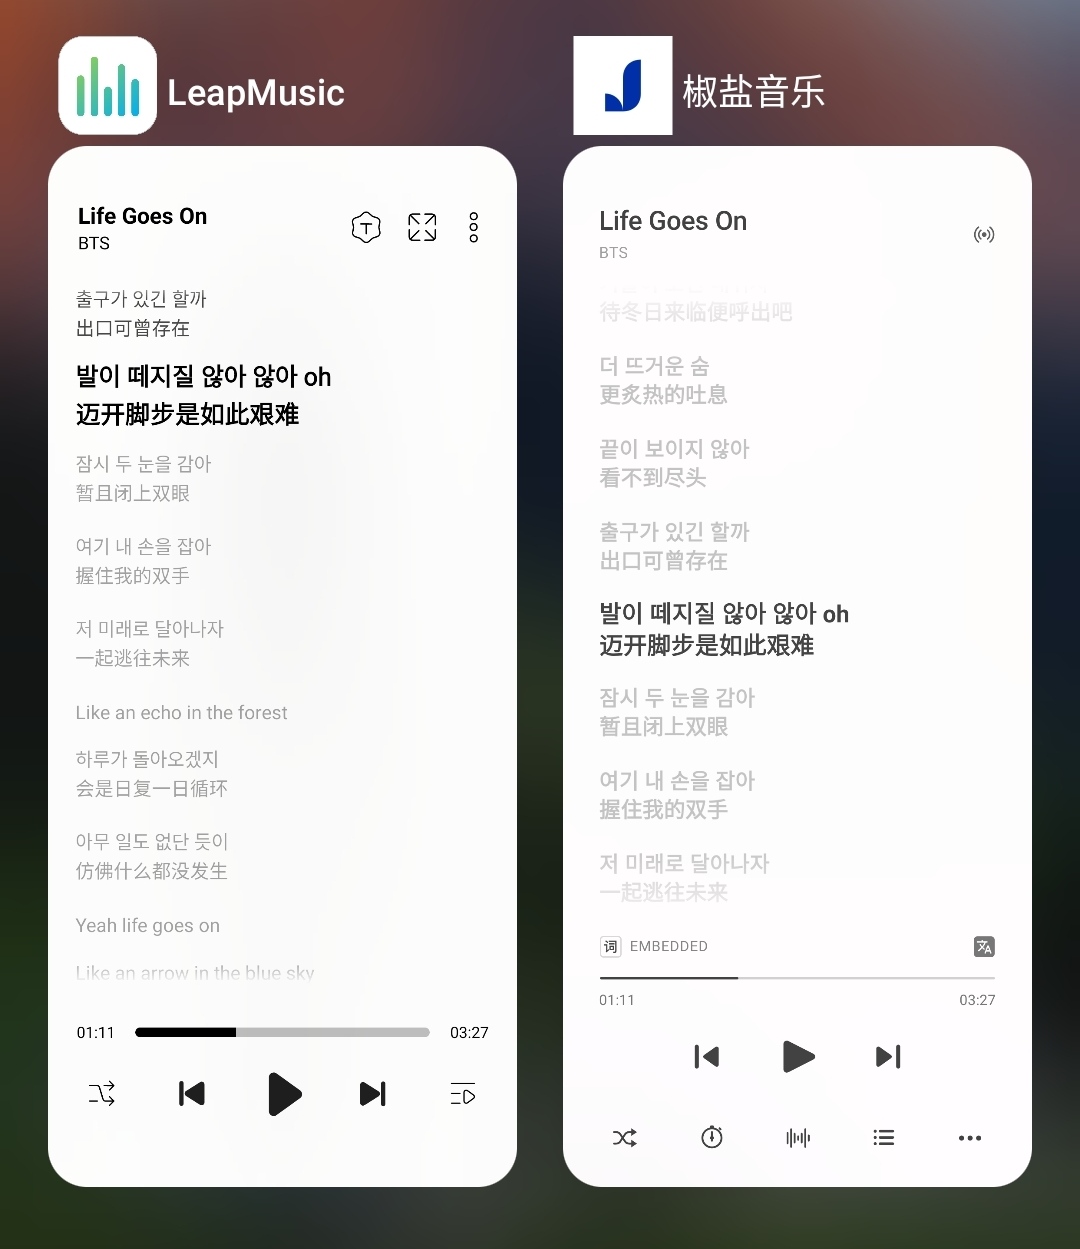 LeapMusic
Life Goes On
BTS
출구가 있긴 할까
出口可曾存在
발이 떼지질 않아 않아 oh
迈开脚步是如此艰难
잠시 두 눈을 감아
暂且闭上双眼
여기 내 손을 잡아
握住我的双手
저 미래로 달아나자
一起逃往未来
Like an echo in the forest
하루가 돌아오겠지
会是日复一日循环
아무 일도 없단 듯이
仿佛什么都没发生
Yeah life goes on
Like an arrow in the blue sky
01:11
03:27
椒盐音乐
Life Goes On
BTS
待冬日来临便呼出吧
더 뜨거운 숨
更炙热的吐息
끝이 보이지 않아
看不到尽头
출구가 있긴 할까
出口可曾存在
발이 떼지질 않아 않아 oh
迈开脚步是如此艰难
잠시 두 눈을 감아
暂且闭上双眼
여기 내 손을 잡아
握住我的双手
저 미래로 달아나자
一起逃往未来
词 EMBEDDED
01:11
03:27